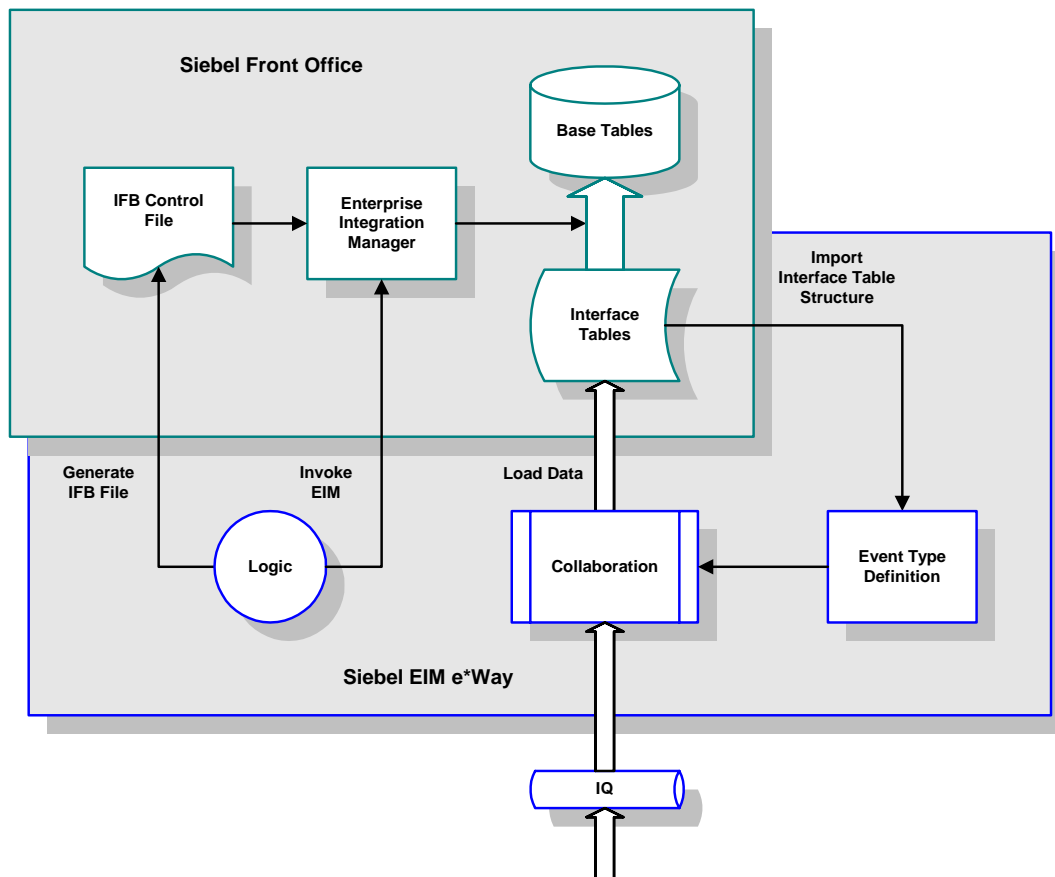 Siebel Front Office
Base Tables
IFB Control
File
Enterprise
Integration
Manager
Import
Interface Table
Structure
Interface
Tables
Generate
IFB File
Invoke
EIM
Load Data
Logic
Collaboration
Event Type
Definition
Siebel EIM e*Way
IQ